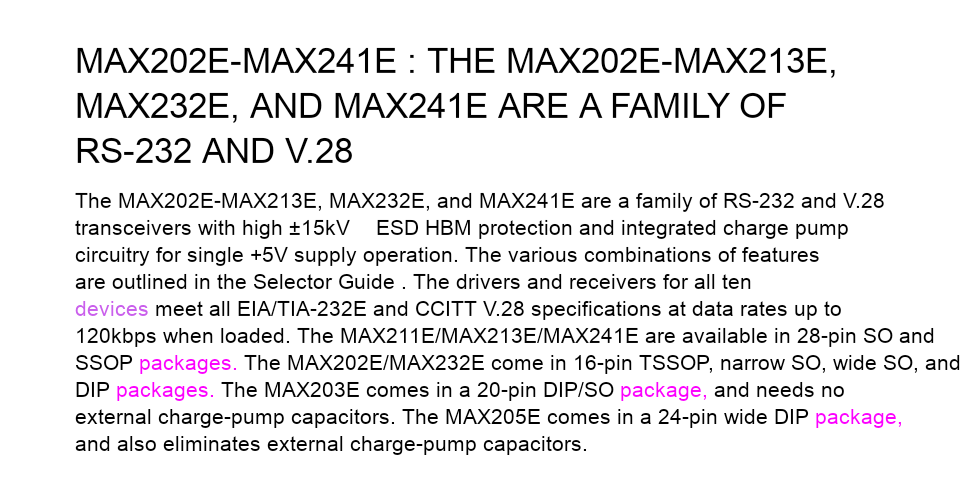 MAX202E-MAX241E : THE MAX202E-MAX213E,
MAX232E, AND MAX241E ARE A FAMILY OF
RS-232 AND V.28
The MAX202E-MAX213E, MAX232E, and MAX241E are a family of RS-232 and V.28
transceivers with high ±15kV ESD HBM protection and integrated charge pump
circuitry for single +5V supply operation. The various combinations of features
are outlined in the Selector Guide . The drivers and receivers for all ten
devices meet all EIA/TIA-232E and CCITT V.28 specifications at data rates up to
120kbps when loaded. The MAX211E/MAX213E/MAX241E are available in 28-pin SO and
SSOP packages. The MAX202E/MAX232E come in 16-pin TSSOP, narrow SO, wide SO, and
DIP packages. The MAX203E comes in a 20-pin DIP/SO package, and needs no
external charge-pump capacitors. The MAX205E comes in a 24-pin wide DIP package,
and also eliminates external charge-pump capacitors.